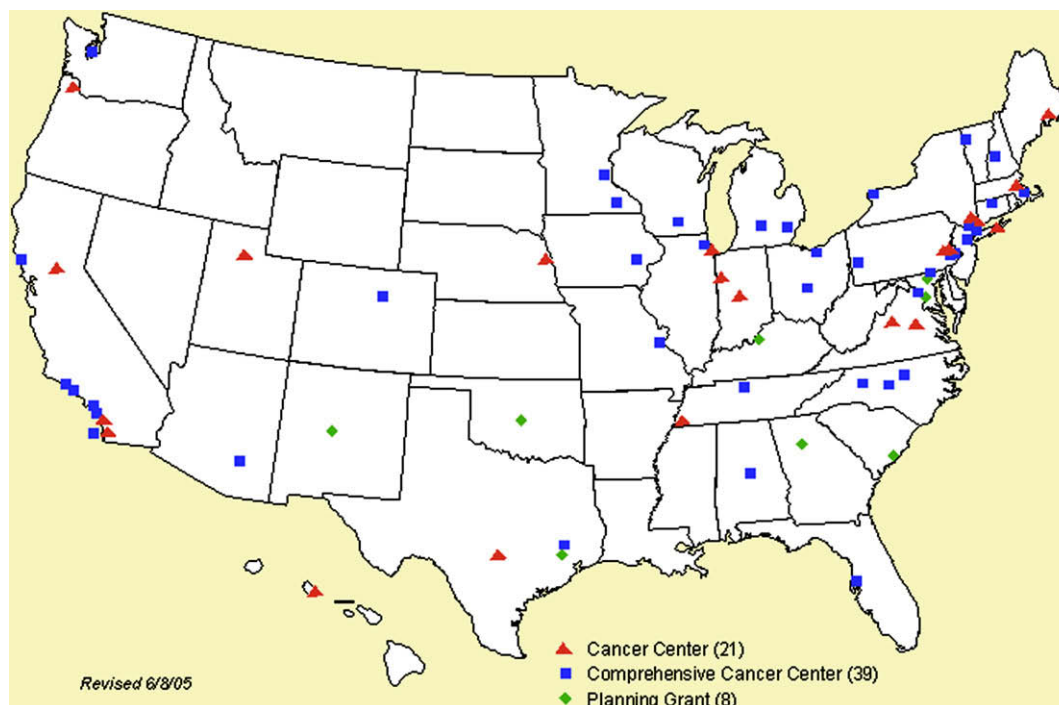 Cancer Center (21)
Comprehensive Cancer Center (39)
Revised 6/8/05
Planning Grant (8)